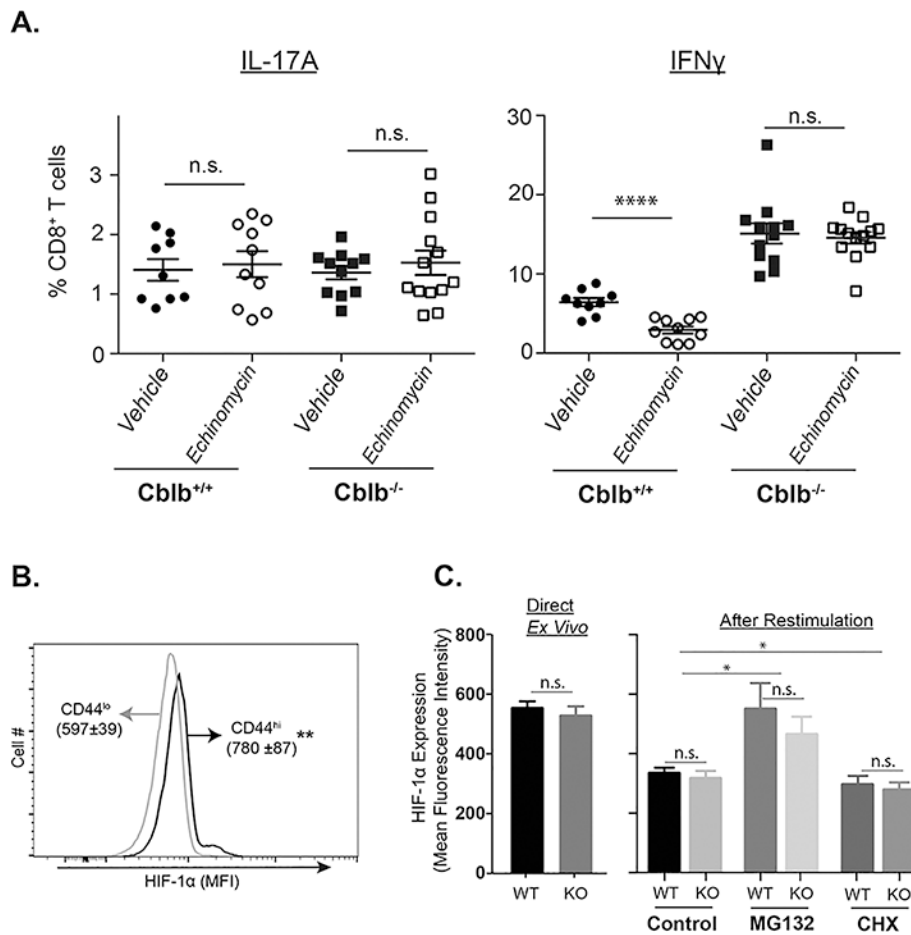 A.
IL-17A
IFNγ
% CD8⁺ T cells
3
2
1
0
n.s.
n.s.
Vehicle
Echinomycin
Vehicle
Echinomycin
Cblb⁺/⁺
Cblb⁻/⁻
30
20
10
0
****
n.s.
Vehicle
Echinomycin
Vehicle
Echinomycin
Cblb⁺/⁺
Cblb⁻/⁻
B.
Cell #
CD44ˡᵒ
(597±39)
CD44ʰⁱ
(780 ±87)
**
HIF-1α (MFI)
C.
Direct
Ex Vivo
After Restimulation
HIF-1α Expression
(Mean Fluorescence Intensity)
800
600
400
200
0
n.s.
WT KO
*
*
n.s.
n.s.
n.s.
WT KO WT KO WT KO
Control MG132 CHX